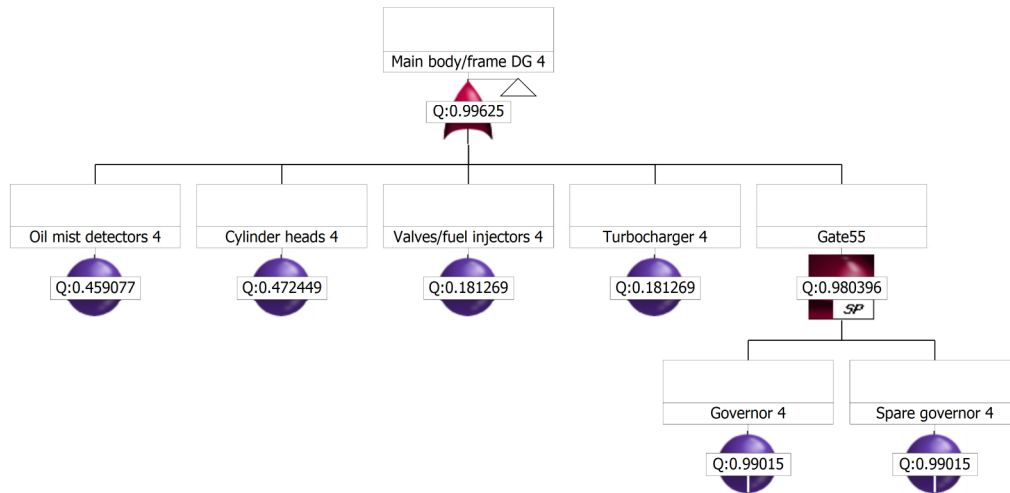 Main body/frame DG 4
Q:0.99625
Oil mist detectors 4
Cylinder heads 4
Valves/fuel injectors 4
Turbocharger 4
Gate55
Q:0.459077
Q:0.472449
Q:0.181269
Q:0.181269
Q:0.980396
SP
Governor 4
Spare governor 4
Q:0.99015
Q:0.99015